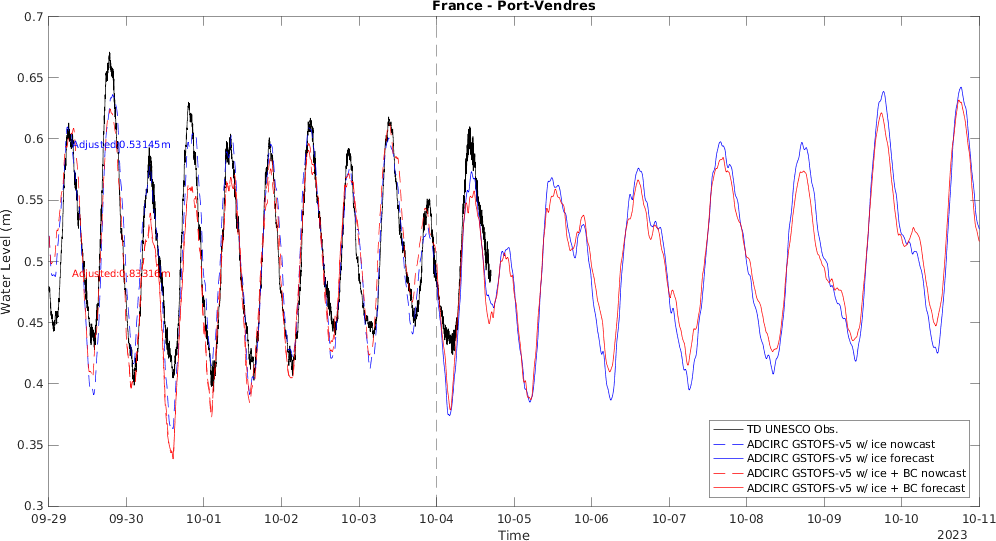 France - Port-Vendres
0.7
0.65
0.6
0.55
0.5
0.45
0.4
0.35
0.3
Water Level (m)
Adjusted:0.53145m
Adjusted:0.83316m
TD UNESCO Obs.
ADCIRC GSTOFS-v5 w/ ice nowcast
ADCIRC GSTOFS-v5 w/ ice forecast
ADCIRC GSTOFS-v5 w/ ice + BC nowcast
ADCIRC GSTOFS-v5 w/ ice + BC forecast
09-29 09-30 10-01 10-02 10-03 10-04 10-05 10-06 10-07 10-08 10-09 10-10 10-11
Time
2023